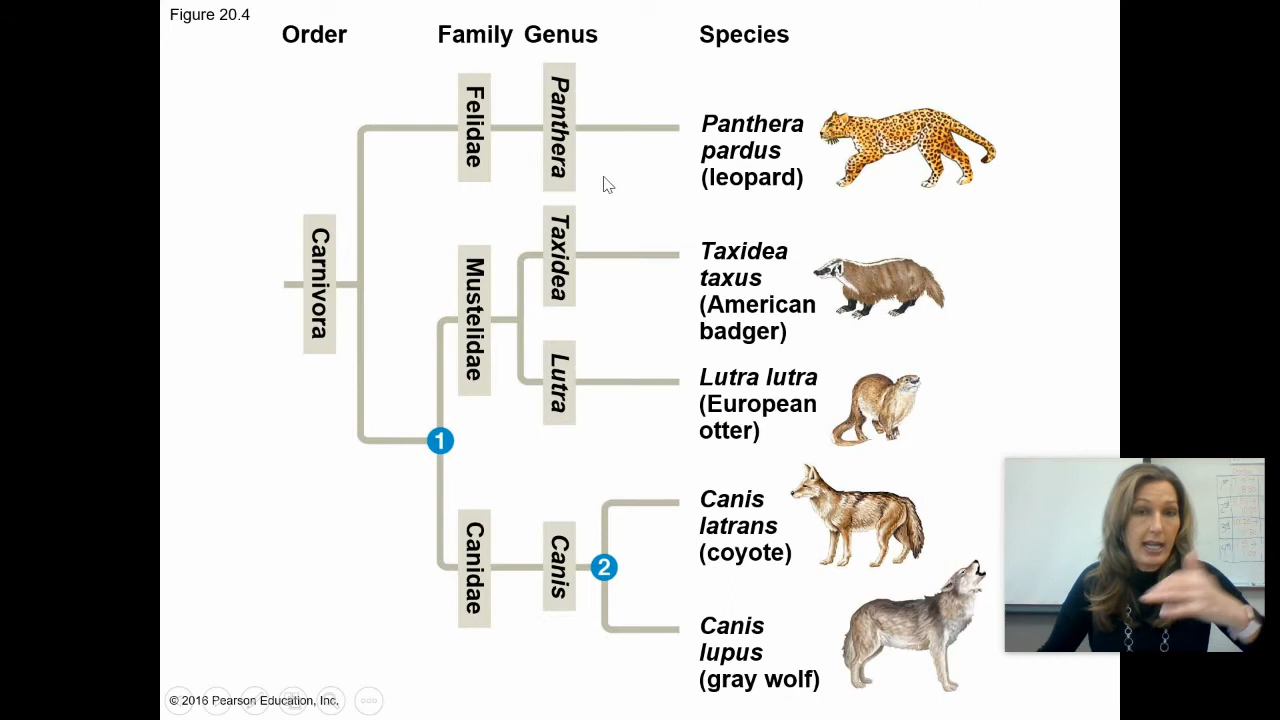 Figure 20.4
Order
Family
Genus
Species
Carnivora
Felidae
Panthera
Panthera
pardus
(leopard)
Mustelidae
Taxidea
Taxidea
taxus
(American
badger)
Lutra
Lutra lutra
(European
otter)
1
Canidae
Canis
2
Canis
latrans
(coyote)
Canis
lupus
(gray wolf)
© 2016 Pearson Education, Inc.